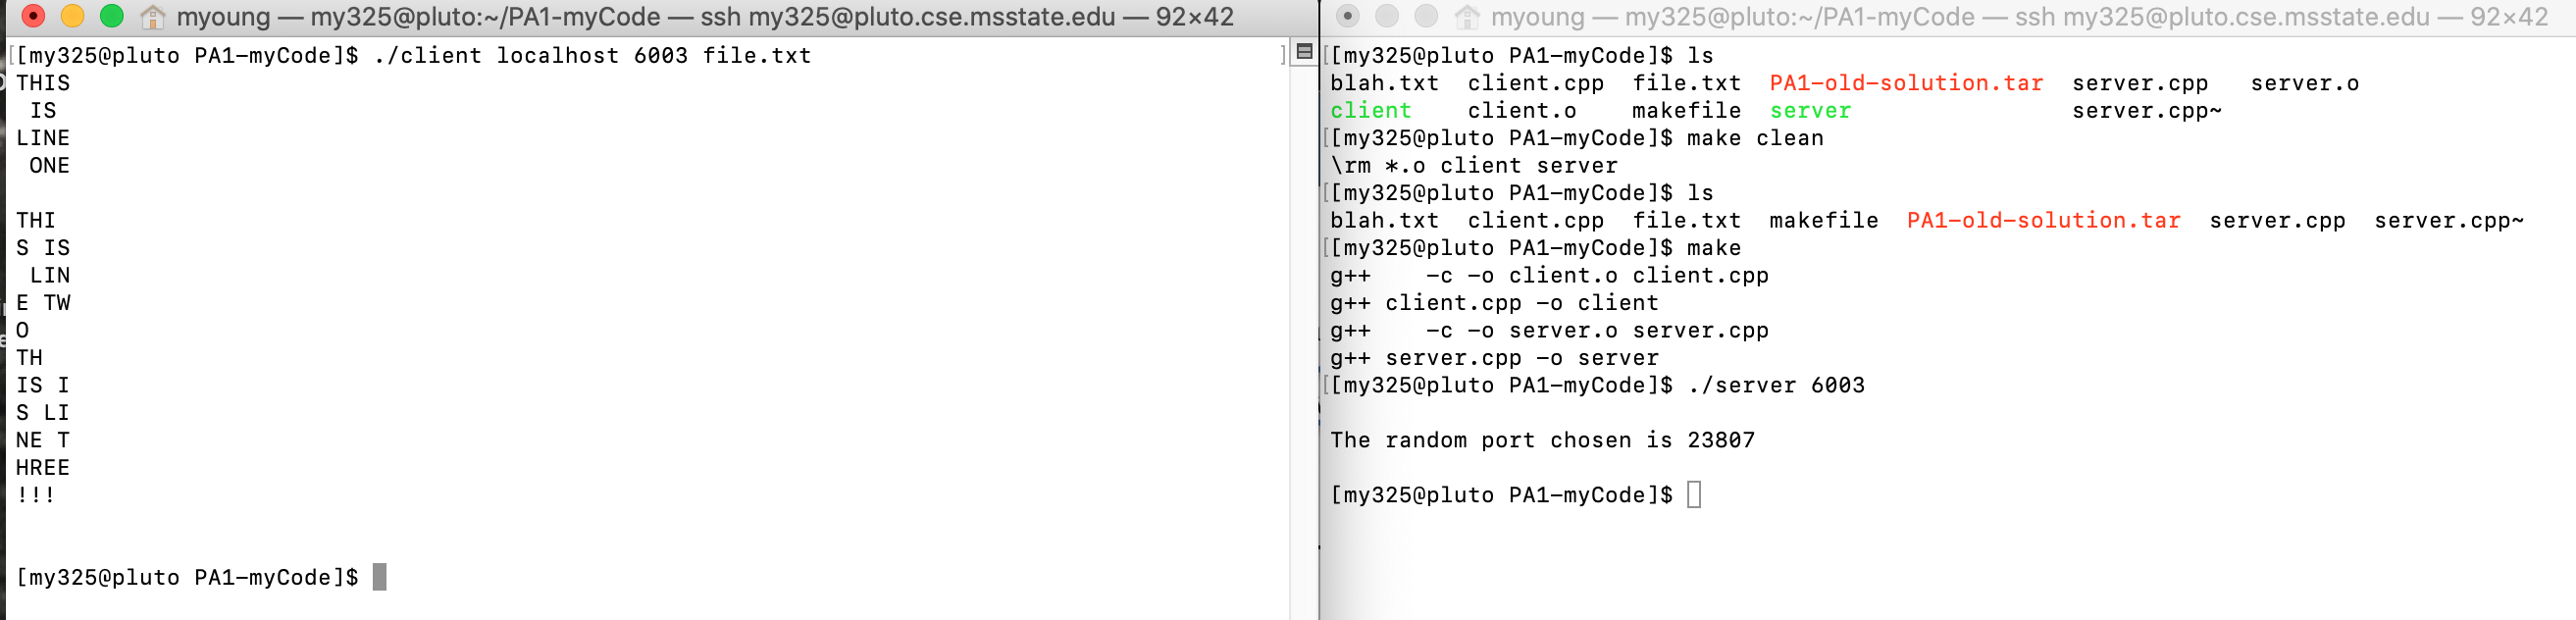 myoung — my325@pluto:~/PA1-myCode — ssh my325@pluto.cse.msstate.edu — 92×42
[[my325@pluto PA1-myCode]$ ./client localhost 6003 file.txt ]
THIS
 IS
LINE
 ONE

THI
S IS
 LIN
E TW
O
TH
IS I
S LI
NE T
HREE
!!!


[my325@pluto PA1-myCode]$
myoung — my325@pluto:~/PA1-myCode — ssh my325@pluto.cse.msstate.edu — 92×42
[[my325@pluto PA1-myCode]$ ls
blah.txt  client.cpp  file.txt  PA1-old-solution.tar  server.cpp   server.o
client    client.o    makefile  server                server.cpp~
[[my325@pluto PA1-myCode]$ make clean
\rm *.o client server
[[my325@pluto PA1-myCode]$ ls
blah.txt  client.cpp  file.txt  makefile  PA1-old-solution.tar  server.cpp  server.cpp~
[[my325@pluto PA1-myCode]$ make
g++    -c -o client.o client.cpp
g++ client.cpp -o client
g++    -c -o server.o server.cpp
g++ server.cpp -o server
[[my325@pluto PA1-myCode]$ ./server 6003

The random port chosen is 23807

[my325@pluto PA1-myCode]$